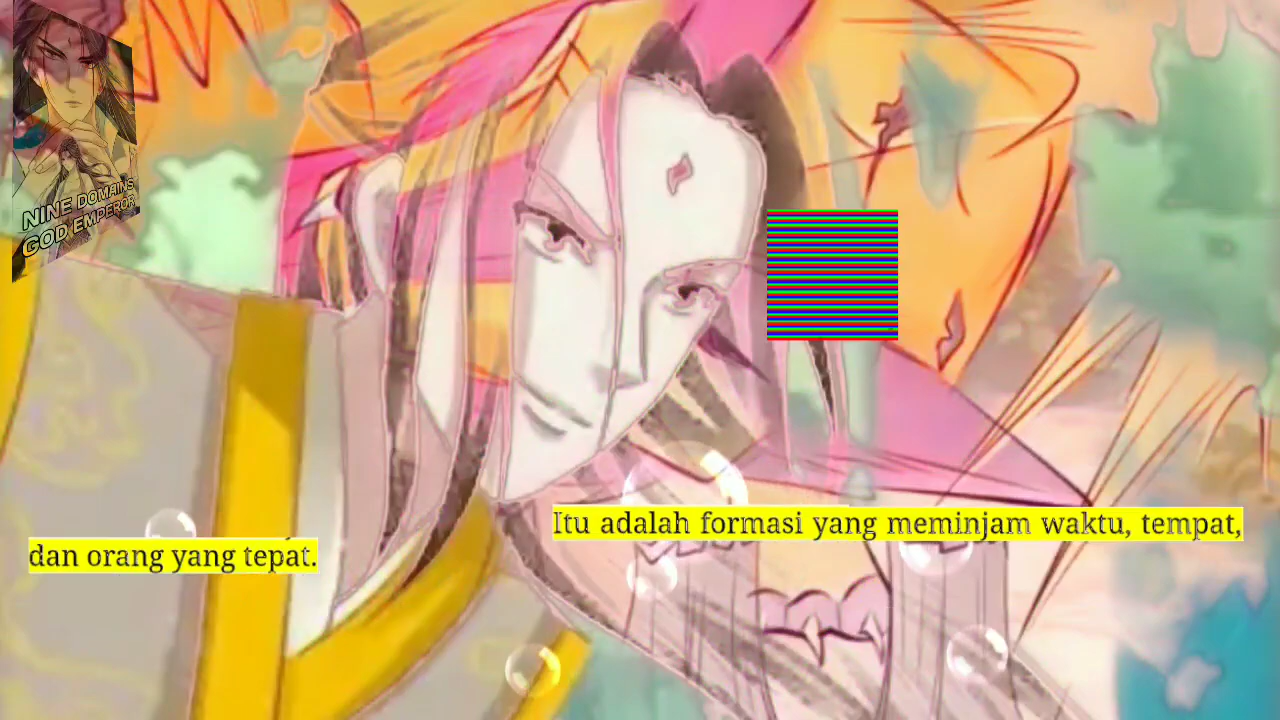 NINE DOMAINS
GOD EMPEROR
Itu adalah formasi yang meminjam waktu, tempat,
dan orang yang tepat.